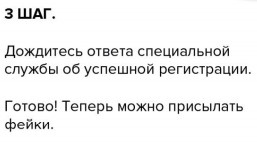 3 ШАГ.
Дождитесь ответа специальной
службы об успешной регистрации.
Готово! Теперь можно присылать
фейки.